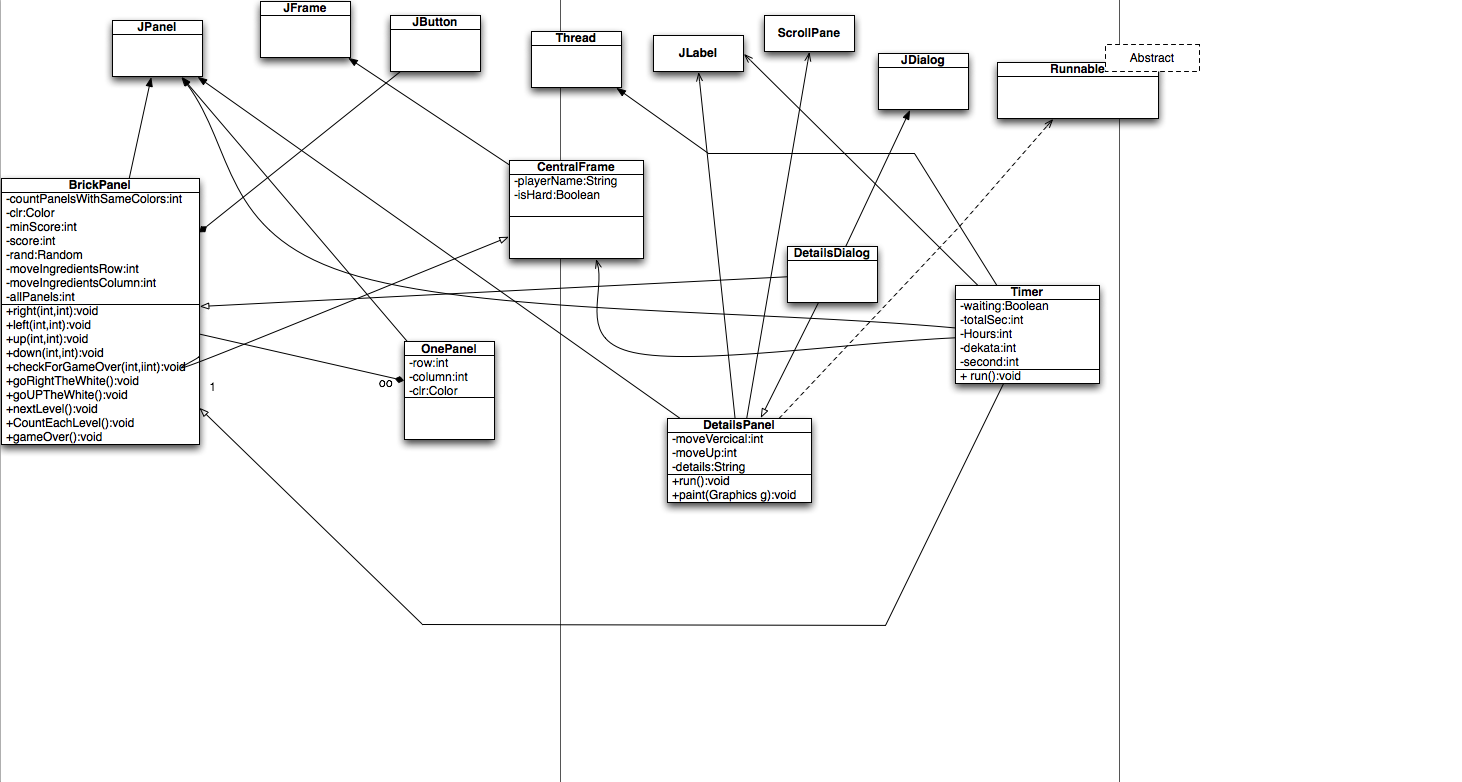 JPanel
JFrame
JButton
Thread
JLabel
ScrollPane
JDialog
Runnable
Abstract
BrickPanel
-countPanelsWithSameColors:int
-clr:Color
-minScore:int
-score:int
-rand:Random
-moveIngredientsRow:int
-moveIngredientsColumn:int
-allPanels:int
+right(int,int):void
+left(int,int):void
+up(int,int):void
+down(int,int):void
+checkForGameOver(int,iint):void
+goRightTheWhite():void
+goUPTheWhite():void
+nextLevel():void
+CountEachLevel():void
+gameOver():void
1
oo
OnePanel
-row:int
-column:int
-clr:Color
CentralFrame
-playerName:String
-isHard:Boolean
DetailsDialog
DetailsPanel
-moveVercical:int
-moveUp:int
-details:String
+run():void
+paint(Graphics g):void
Timer
-waiting:Boolean
-totalSec:int
-Hours:int
-dekata:int
-second:int
+ run():void